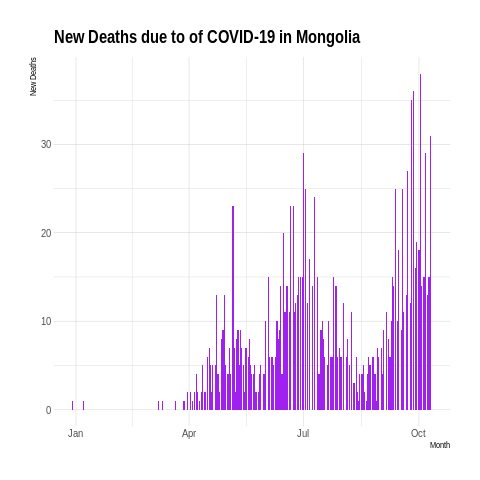 New Deaths due to of COVID-19 in Mongolia
New Deaths
30
20
10
0
Jan Apr Jul Oct
Month